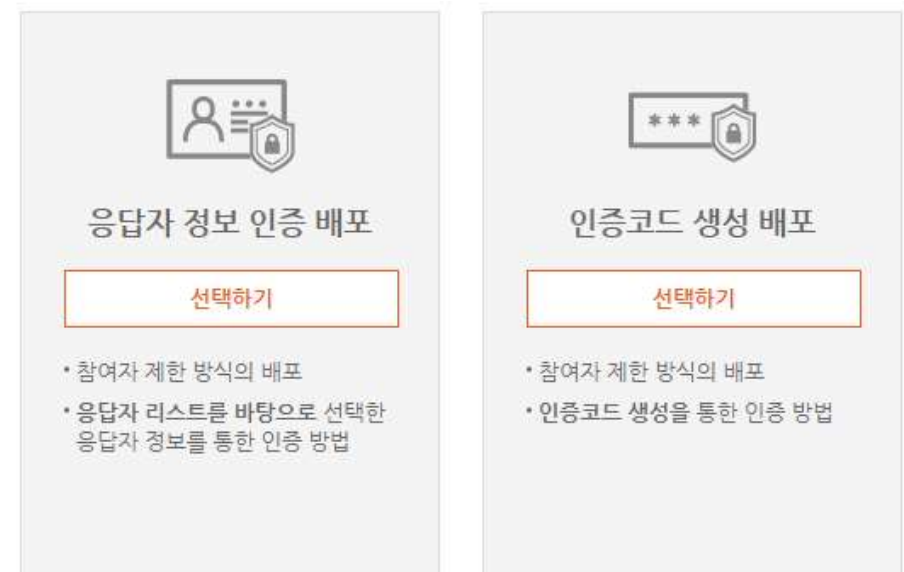 응답자 정보 인증 배포
선택하기
• 참여자 제한 방식의 배포
• 응답자 리스트를 바탕으로 선택한
응답자 정보를 통한 인증 방법
***
인증코드 생성 배포
선택하기
• 참여자 제한 방식의 배포
• 인증코드 생성을 통한 인증 방법